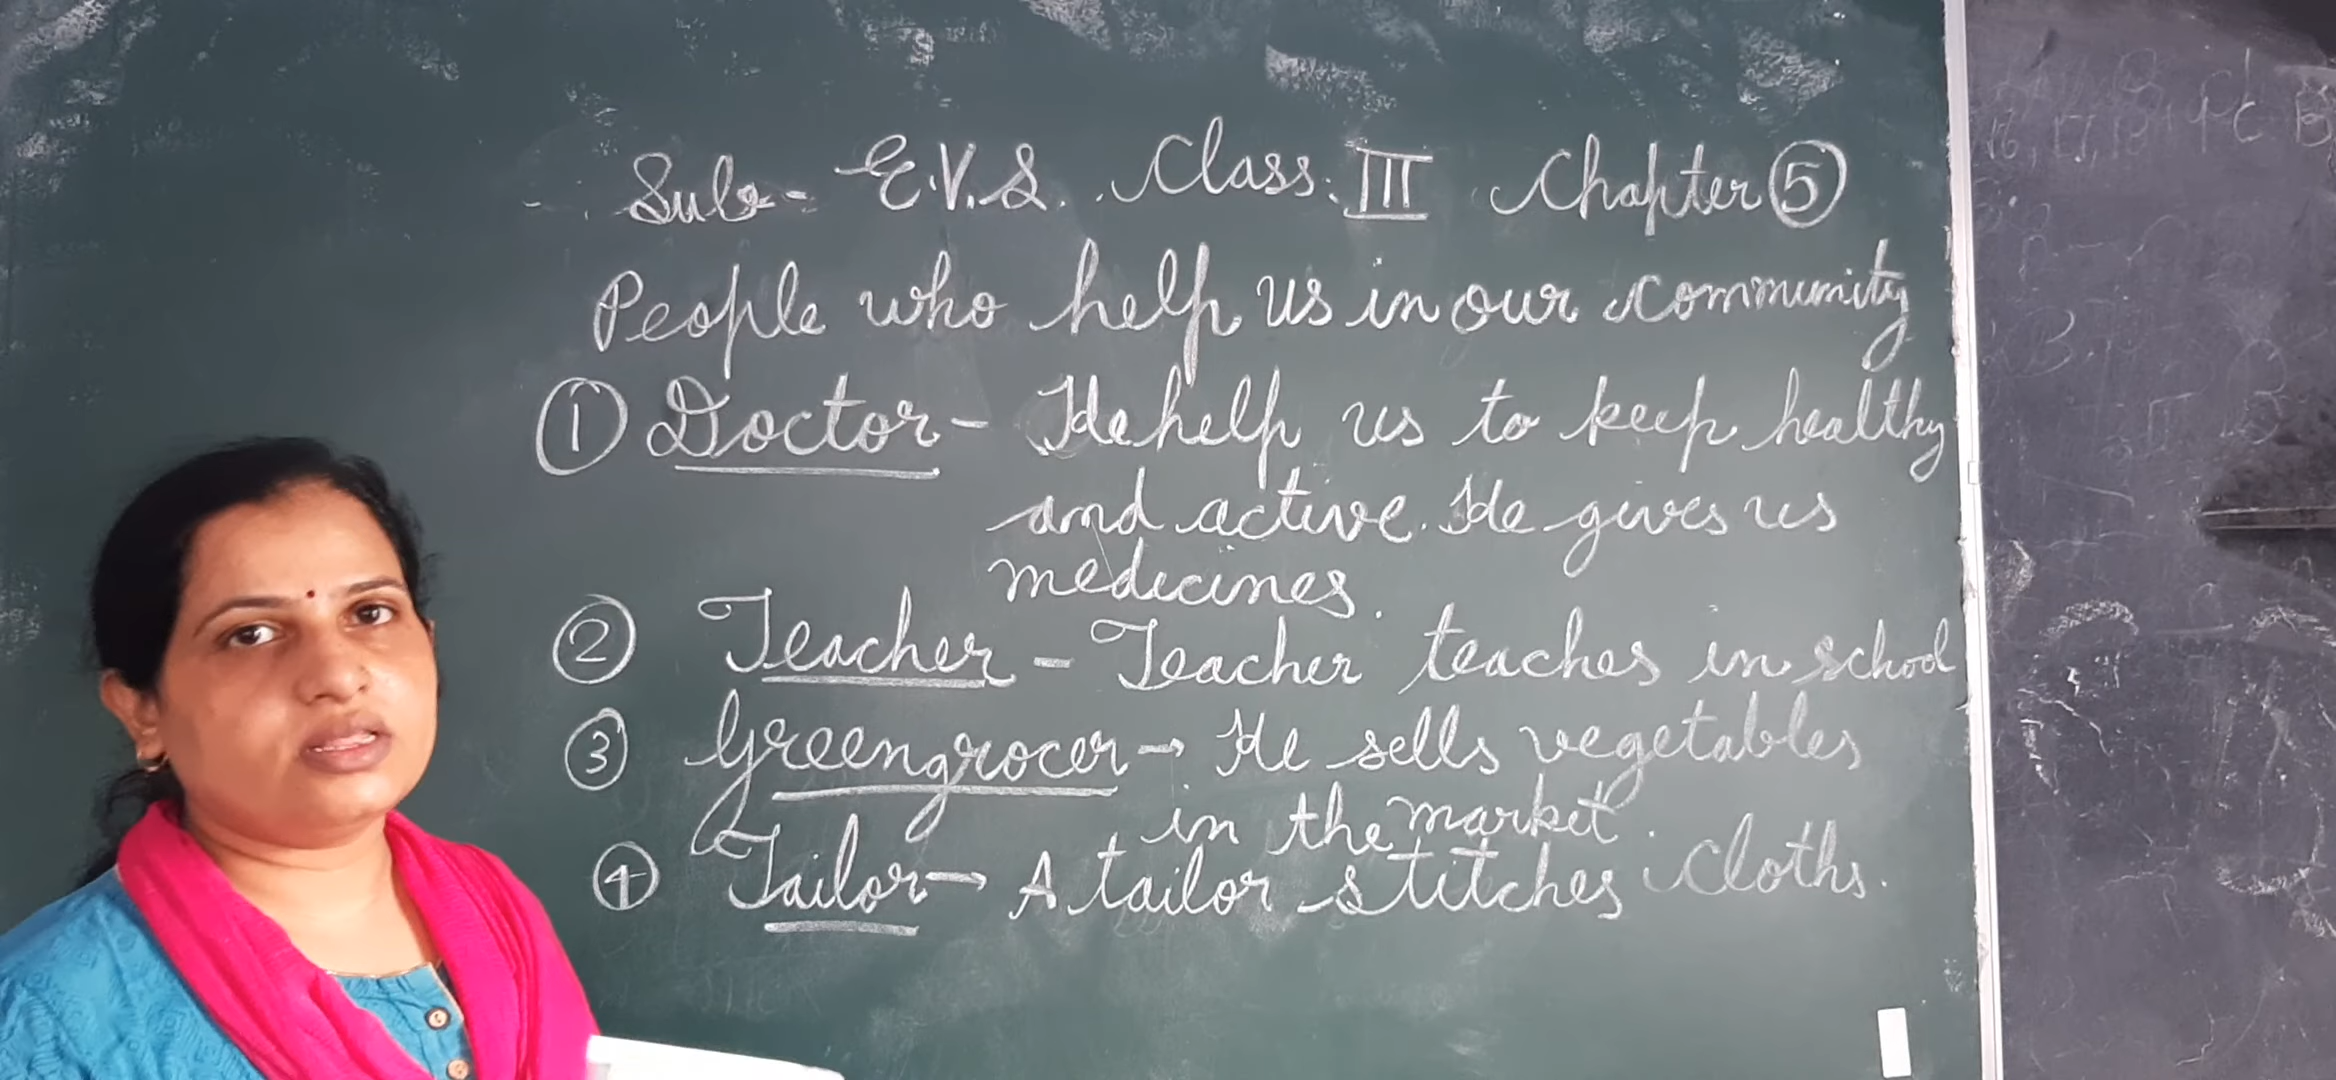 Sub- E.V.S. Class. III Chapter 5
People who help us in our community
1 Doctor- He help us to keep healthy
and active. He gives us
medicines.
2 Teacher - Teacher teaches in school
3 Greengrocer → He sells vegetables
in the market.
4 Tailor → A tailor stitches cloths.